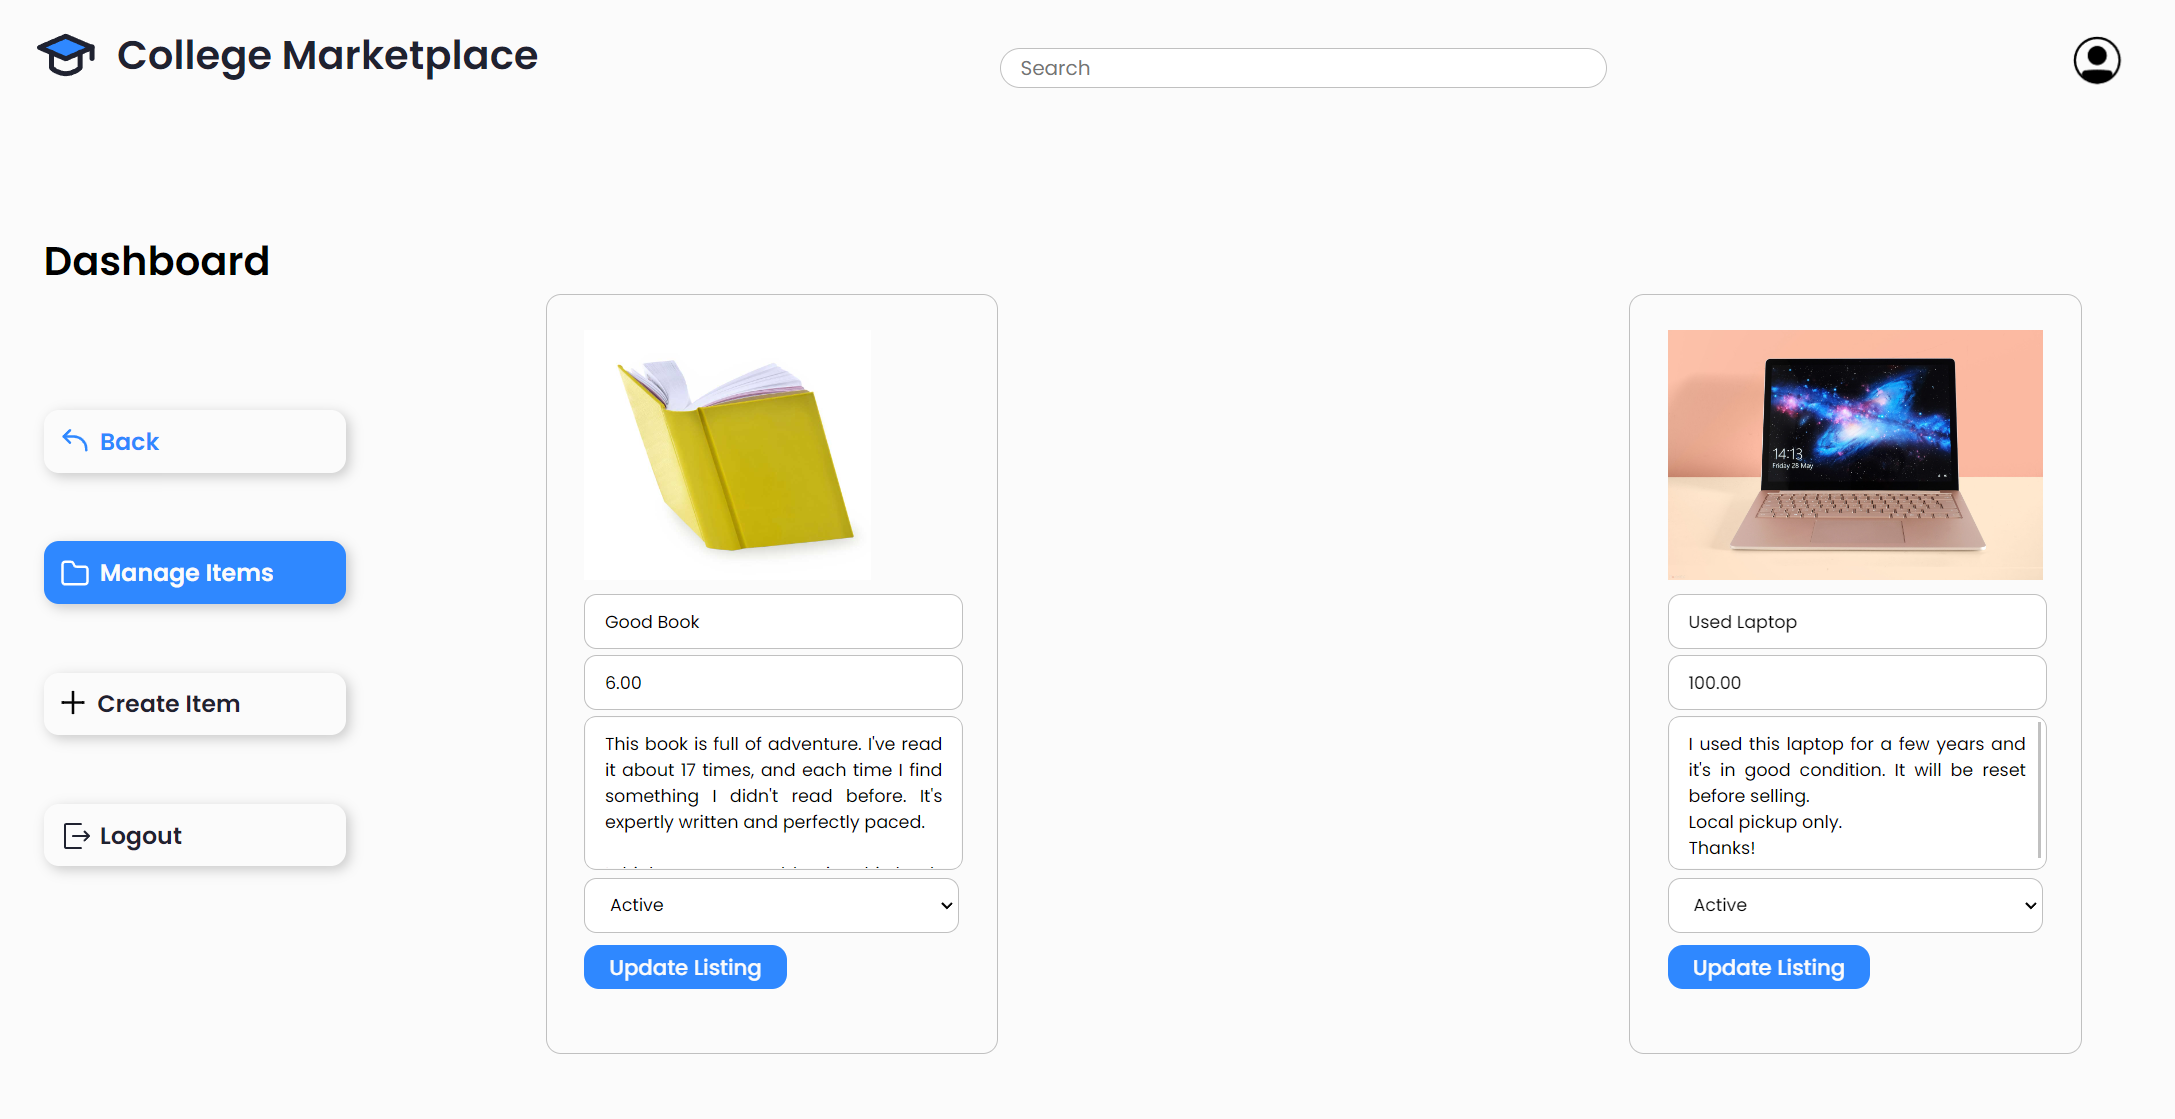 College Marketplace
Search
Dashboard
Back
Manage Items
Create Item
Logout
Good Book
6.00
This book is full of adventure. I've read
it about 17 times, and each time I find
something I didn't read before. It's
expertly written and perfectly paced.
Active
Update Listing
14:13
Friday 28 May
Used Laptop
100.00
I used this laptop for a few years and
it's in good condition. It will be reset
before selling.
Local pickup only.
Thanks!
Active
Update Listing